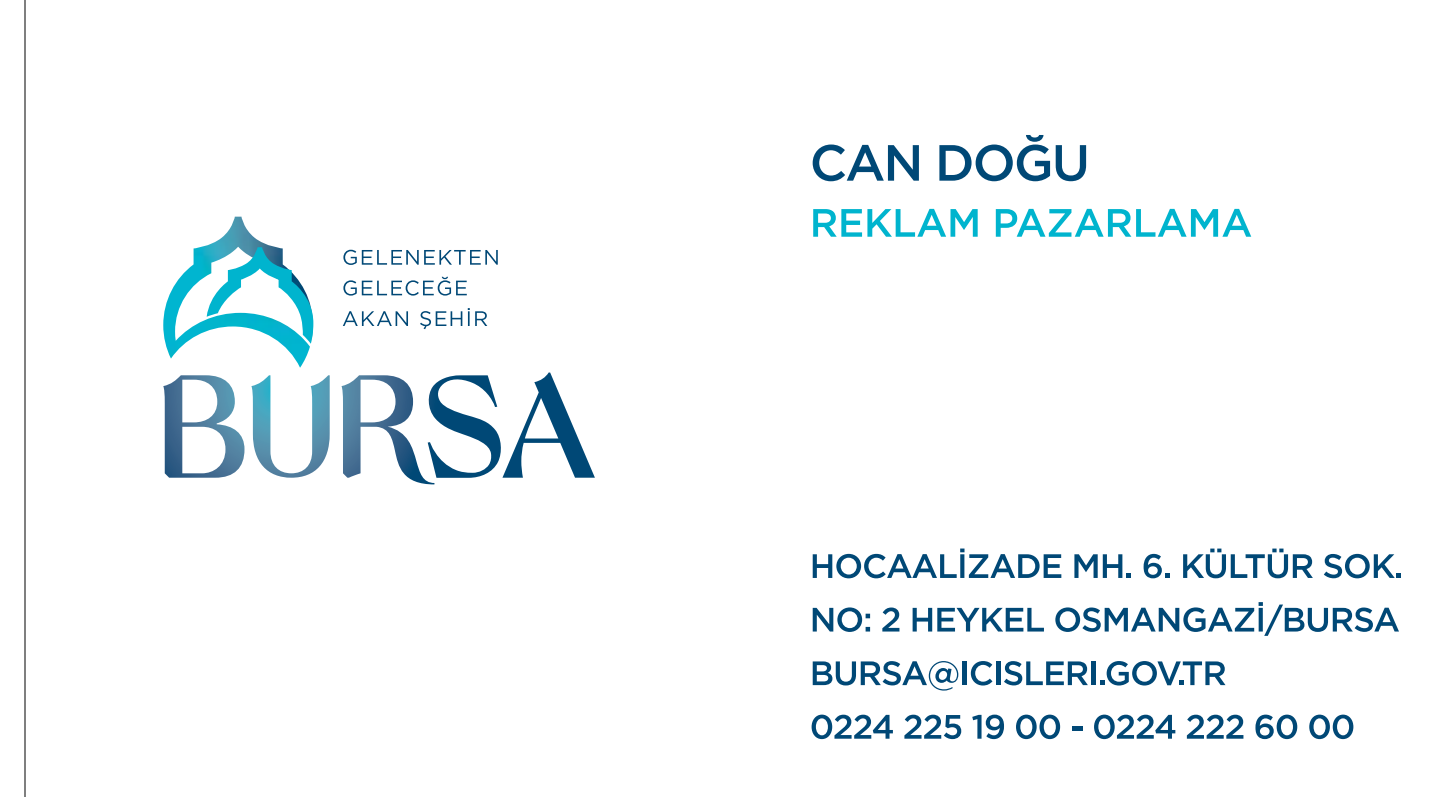 GELENEKTEN
GELECEĞE
AKAN ŞEHİR
BURSA
CAN DOĞU
REKLAM PAZARLAMA
HOCAALİZADE MH. 6. KÜLTÜR SOK.
NO: 2 HEYKEL OSMANGAZİ/BURSA
BURSA@ICISLERI.GOV.TR
0224 225 19 00 - 0224 222 60 00